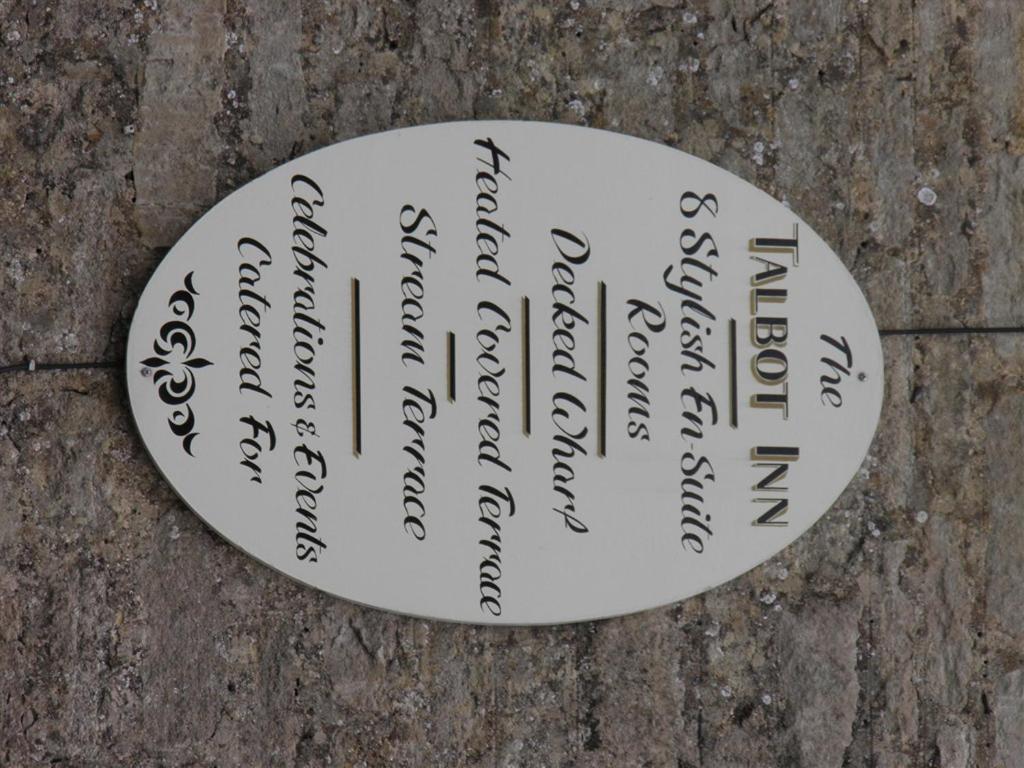 The
TALBOT INN
8 Stylish En-Suite
Rooms
Decked Wharf
Heated Covered Terrace
Stream Terrace
Celebrations & Events
Catered For